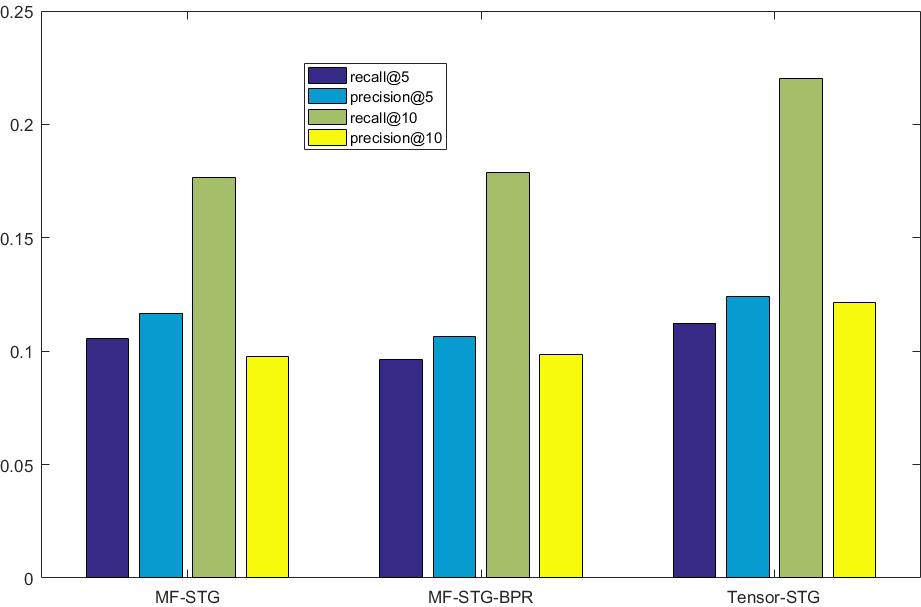 0.25
0.2
0.15
0.1
0.05
0
recall@5
precision@5
recall@10
precision@10
MF-STG
MF-STG-BPR
Tensor-STG